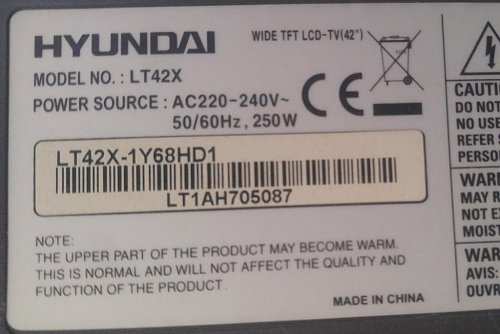 HYUNDAI
WIDE TFT LCD-TV(42")
MODEL NO. : LT42X
POWER SOURCE : AC220-240V~
50/60Hz, 250W
CE
LT42X-1Y68HD1
LT1AH705087
NOTE:
THE UPPER PART OF THE PRODUCT MAY BECOME WARM.
THIS IS NORMAL AND WILL NOT AFFECT THE QUALITY AND
FUNCTION OF THE PRODUCT.
MADE IN CHINA
CAUTI
DO NOT
NO USE
REFER S
PERSO
WARN
MAY R
NOT E
MOIST
WAR
AVIS:
OUVR